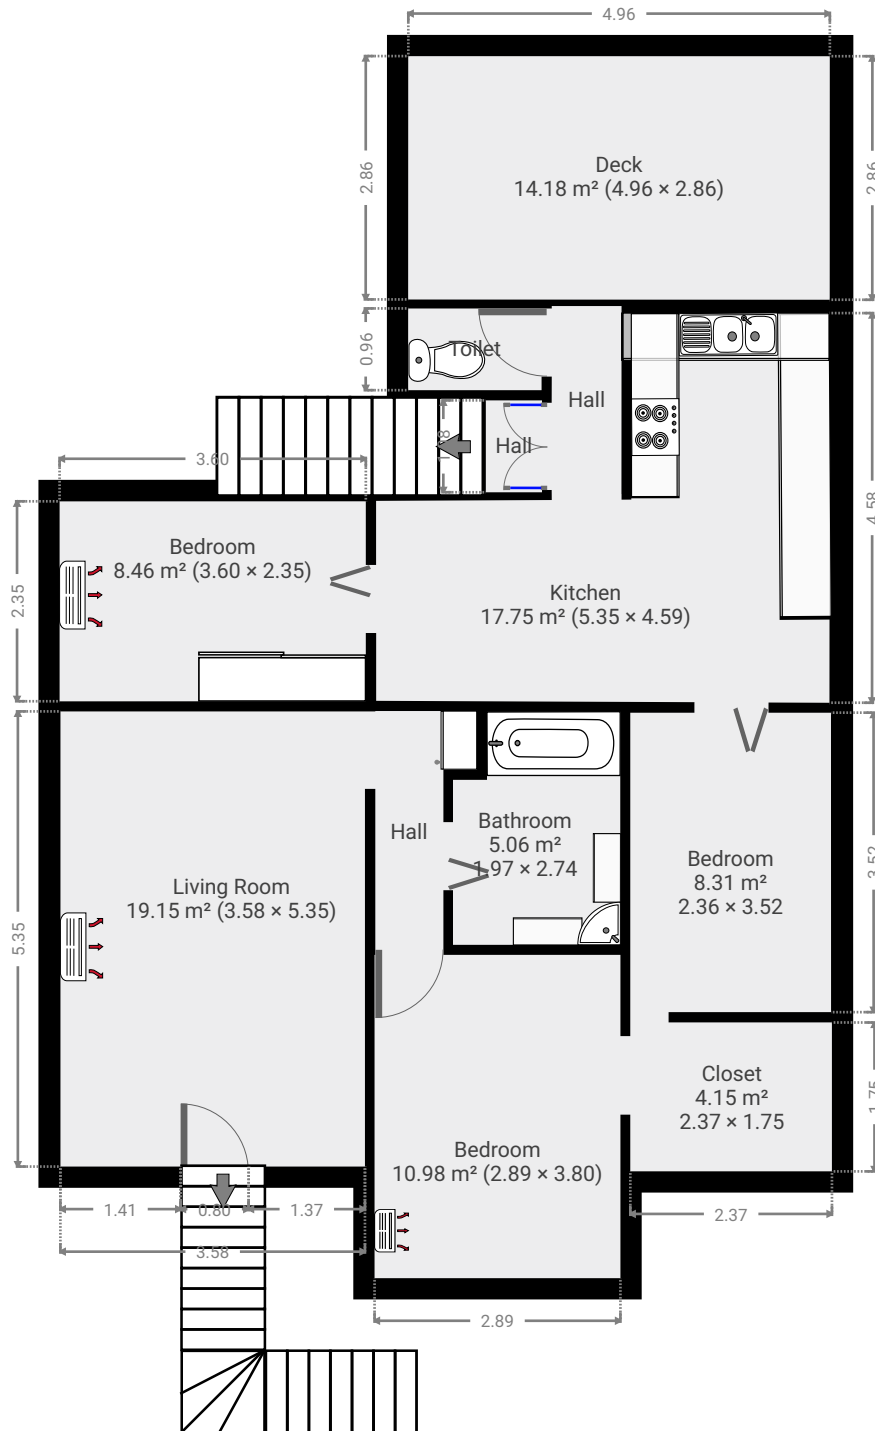 4.96
2.86
2.86
Deck
14.18 m² (4.96 × 2.86)
0.96
Toilet
Hall
Hall
3.60
4.58
2.35
Bedroom
8.46 m² (3.60 × 2.35)
Kitchen
17.75 m² (5.35 × 4.59)
5.35
Living Room
19.15 m² (3.58 × 5.35)
Hall
Bathroom
5.06 m²
1.97 × 2.74
Bedroom
8.31 m²
2.36 × 3.52
3.52
Closet
4.15 m²
2.37 × 1.75
1.75
Bedroom
10.98 m² (2.89 × 3.80)
1.41
0.80
1.37
3.58
2.37
2.89